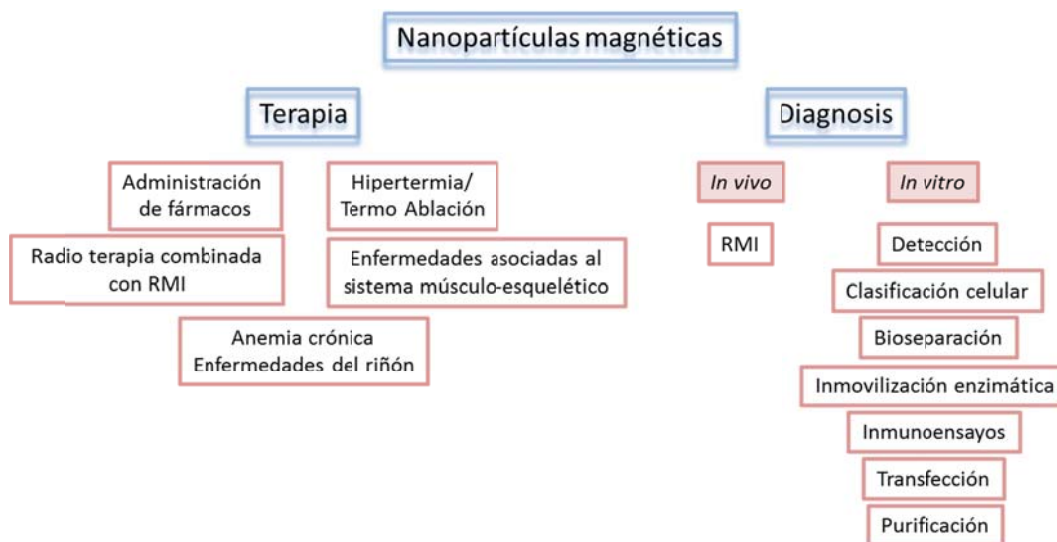 Nanopartículas magnéticas
Terapia
Administración
de fármacos
Hipertermia/
Termo Ablación
Radio terapia combinada
con RMI
Enfermedades asociadas al
sistema músculo-esquelético
Anemia crónica
Enfermedades del riñón
Diagnosis
In vivo
RMI
In vitro
Detección
Clasificación celular
Bioseparación
Inmovilización enzimática
Inmunoensayos
Transfección
Purificación